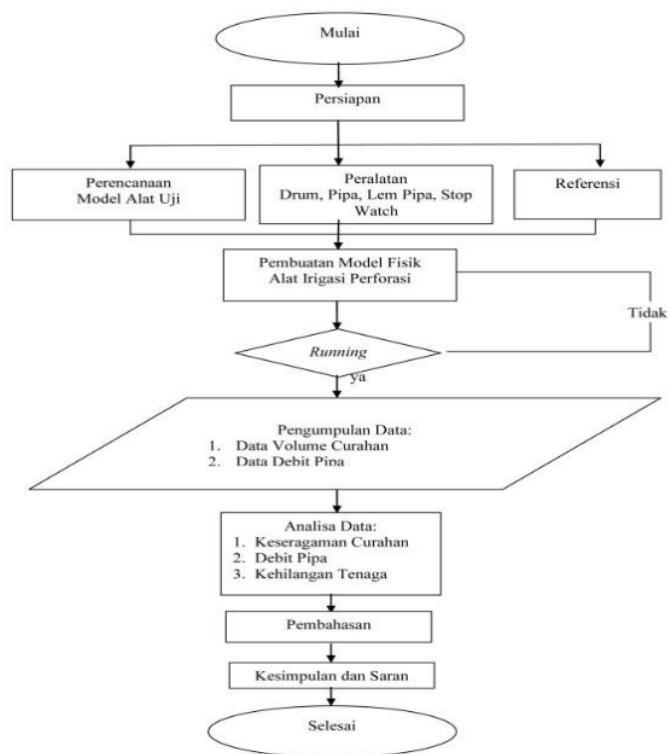 Mulai
Persiapan
Perencanaan
Model Alat Uji
Peralatan
Drum, Pipa, Lem Pipa, Stop
Watch
Referensi
Pembuatan Model Fisik
Alat Irigasi Perforasi
Tidak
Running
ya
Pengumpulan Data:
1. Data Volume Curahan
2. Data Debit Pina
Analisa Data:
1. Keseragaman Curahan
2. Debit Pipa
3. Kehilangan Tenaga
Pembahasan
Kesimpulan dan Saran
Selesai